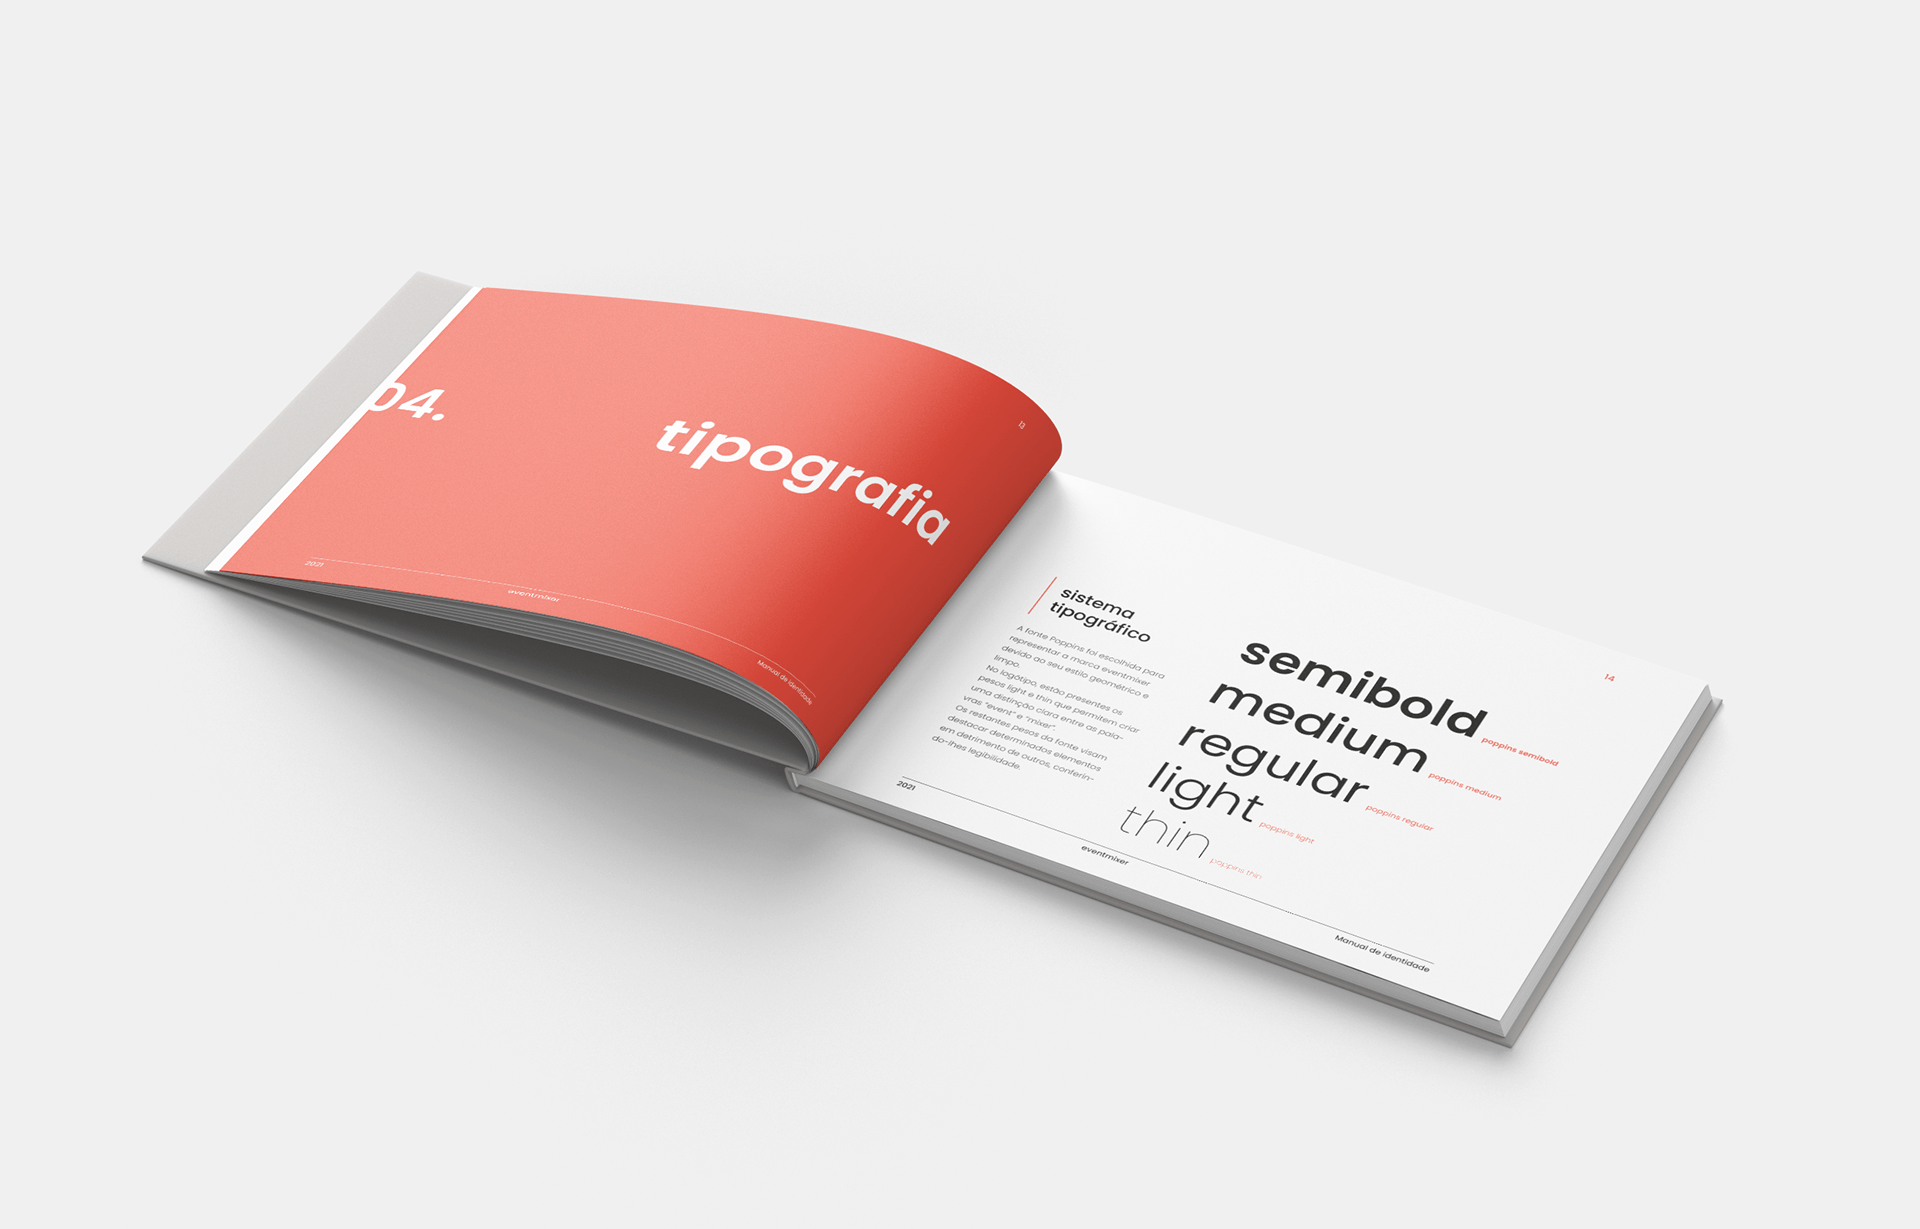 04.
tipografia
13
2021
eventmixer
Manual de identidade
sistema
tipográfico
A fonte Poppins foi escolhida para
representar a marca eventmixer
devido ao seu estilo geométrico e
limpo.
No logótipo, estão presentes os
pesos light e thin que permitem criar
uma distinção clara entre as pala-
vras "event" e "mixer".
Os restantes pesos da fonte visam
destacar determinados elementos
em detrimento de outros, conferin-
do-lhes legibilidade.
semibold
poppins semibold
medium
poppins medium
regular
poppins regular
light
poppins light
thin
poppins thin
14
2021
eventmixer
Manual de identidade